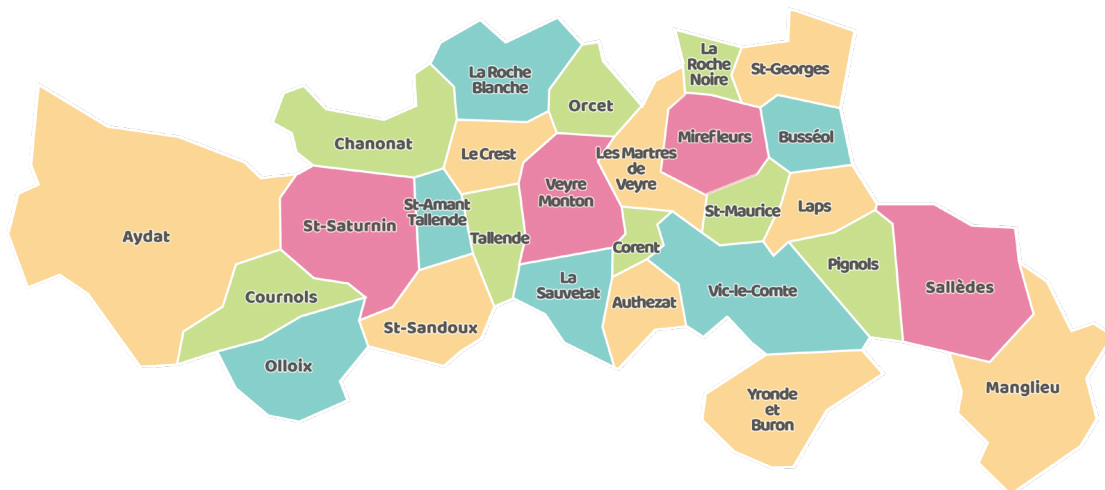 La Roche
Blanche
La
Roche
Noire
St-Georges
Orcet
Chanonat
Le Crest
Les Martres
de
Veyre
Mirefleurs
Busséol
Veyre
Monton
St-Amant
Tallende
St-Saturnin
Aydat
Tallende
Corent
St-Maurice
Laps
Pignols
Sallèdes
Cournols
La
Sauvetat
Authezat
Vic-le-Comte
St-Sandoux
Olloix
Yronde
et
Buron
Manglieu